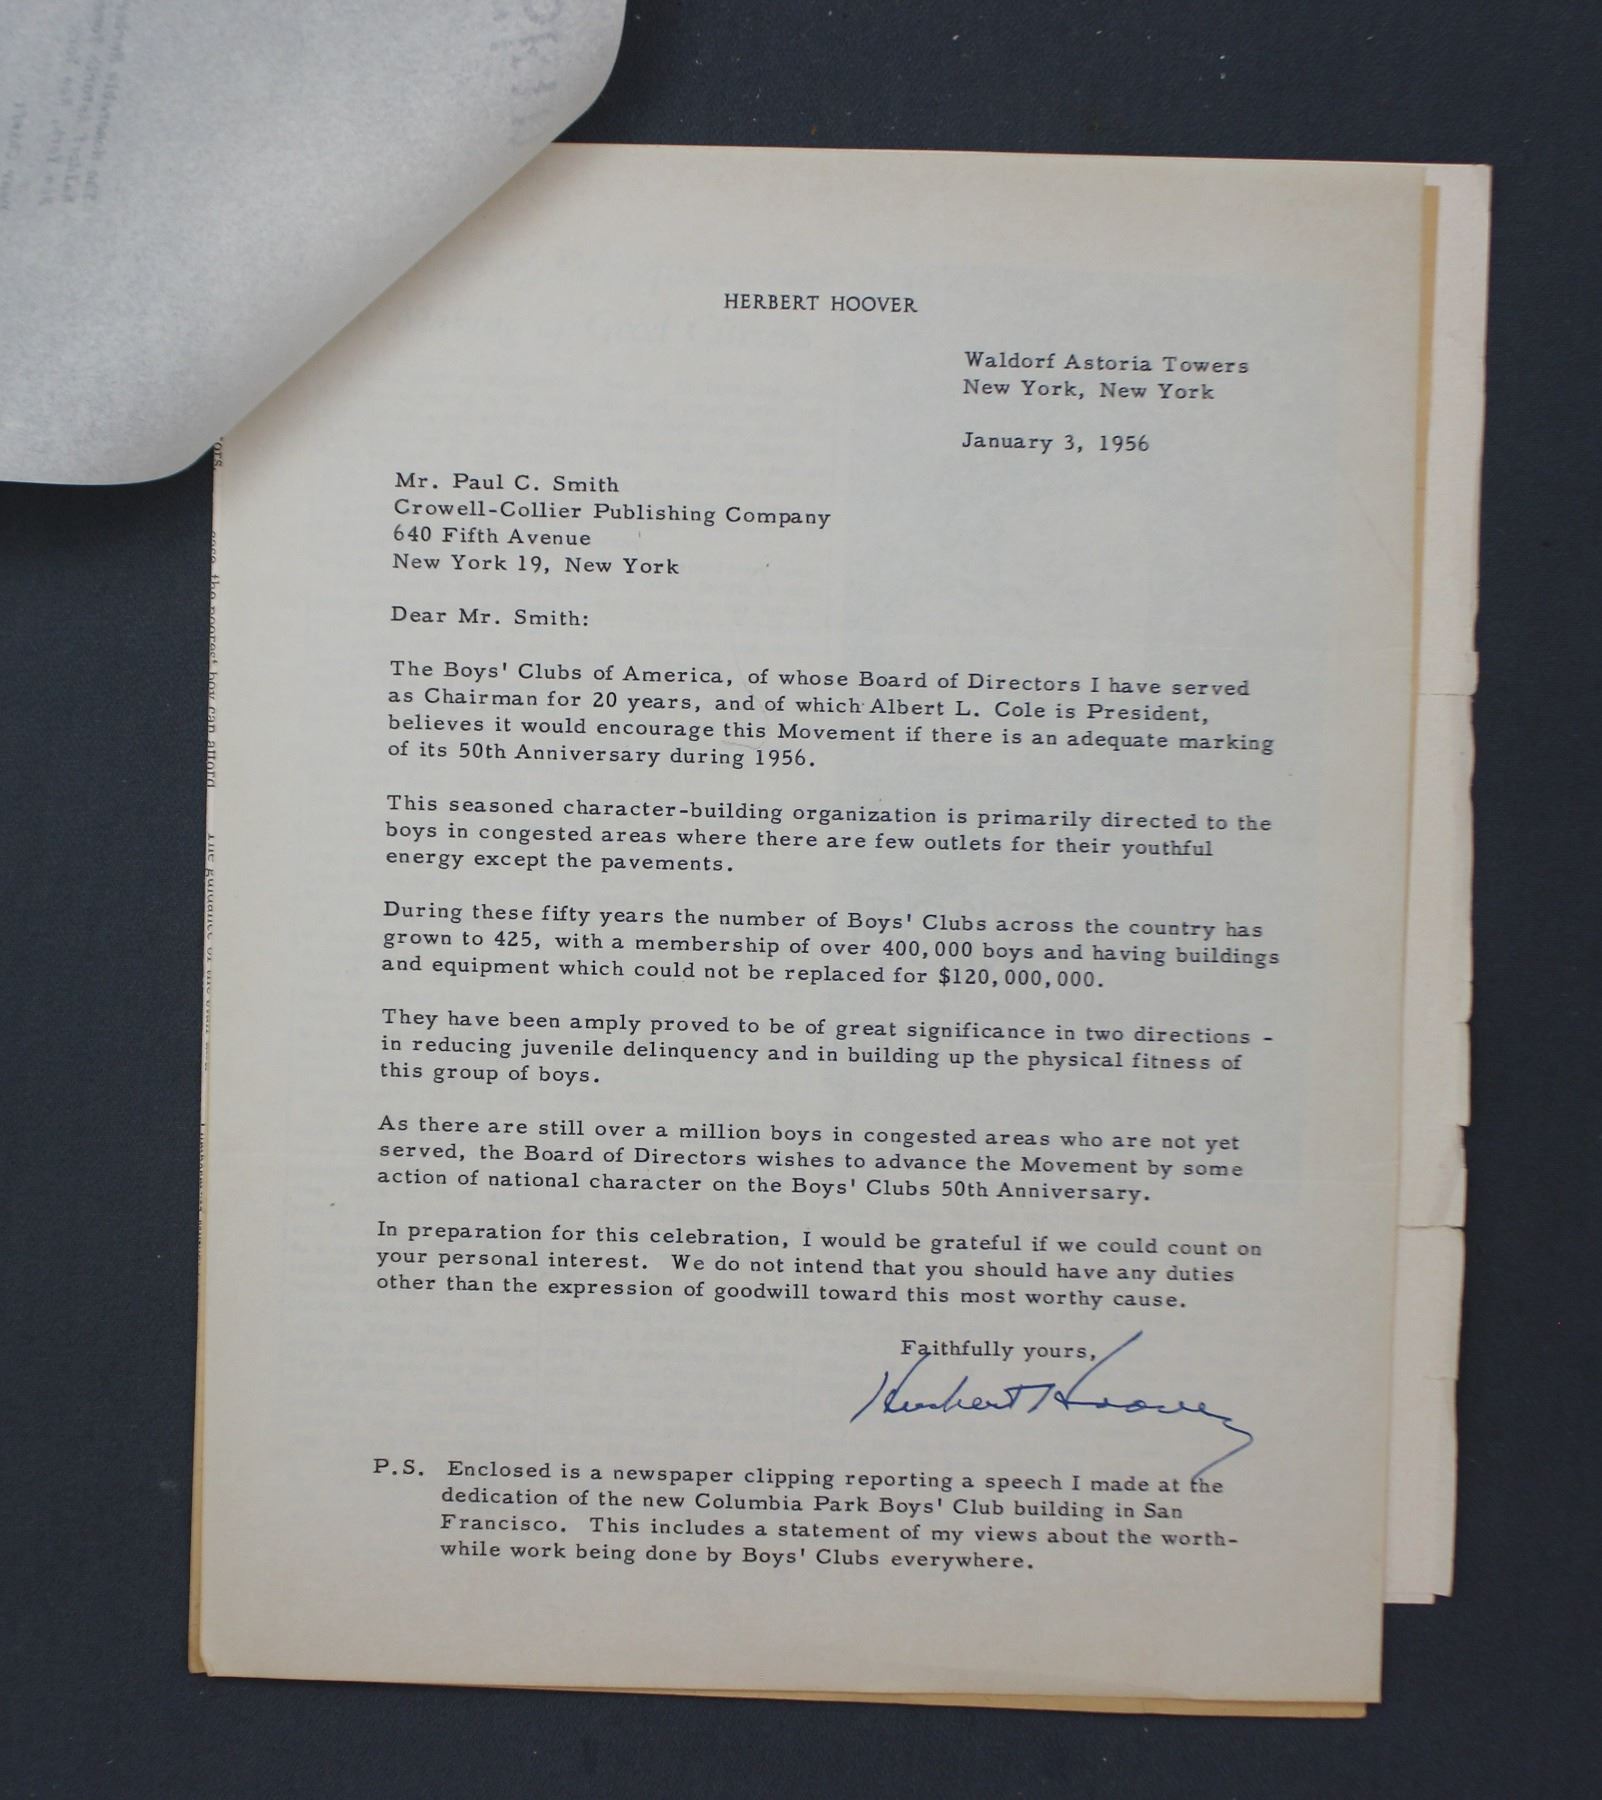 HERBERT HOOVER
Waldorf Astoria Towers
New York, New York
January 3, 1956
Mr. Paul C. Smith
Crowell-Collier Publishing Company
640 Fifth Avenue
New York 19, New York
Dear Mr. Smith:
The Boys' Clubs of America, of whose Board of Directors I have served
as Chairman for 20 years, and of which Albert L. Cole is President,
believes it would encourage this Movement if there is an adequate marking
of its 50th Anniversary during 1956.
This seasoned character-building organization is primarily directed to the
boys in congested areas where there are few outlets for their youthful
energy except the pavements.
During these fifty years the number of Boys' Clubs across the country has
grown to 425, with a membership of over 400,000 boys and having buildings
and equipment which could not be replaced for $120,000,000.
They have been amply proved to be of great significance in two directions -
in reducing juvenile delinquency and in building up the physical fitness of
this group of boys.
As there are still over a million boys in congested areas who are not yet
served, the Board of Directors wishes to advance the Movement by some
action of national character on the Boys' Clubs 50th Anniversary.
In preparation for this celebration, I would be grateful if we could count on
your personal interest. We do not intend that you should have any duties
other than the expression of goodwill toward this most worthy cause.
Faithfully yours,
Herbert Hoover
P.S. Enclosed is a newspaper clipping reporting a speech I made at the
dedication of the new Columbia Park Boys' Club building in San
Francisco. This includes a statement of my views about the worth-
while work being done by Boys' Clubs everywhere.